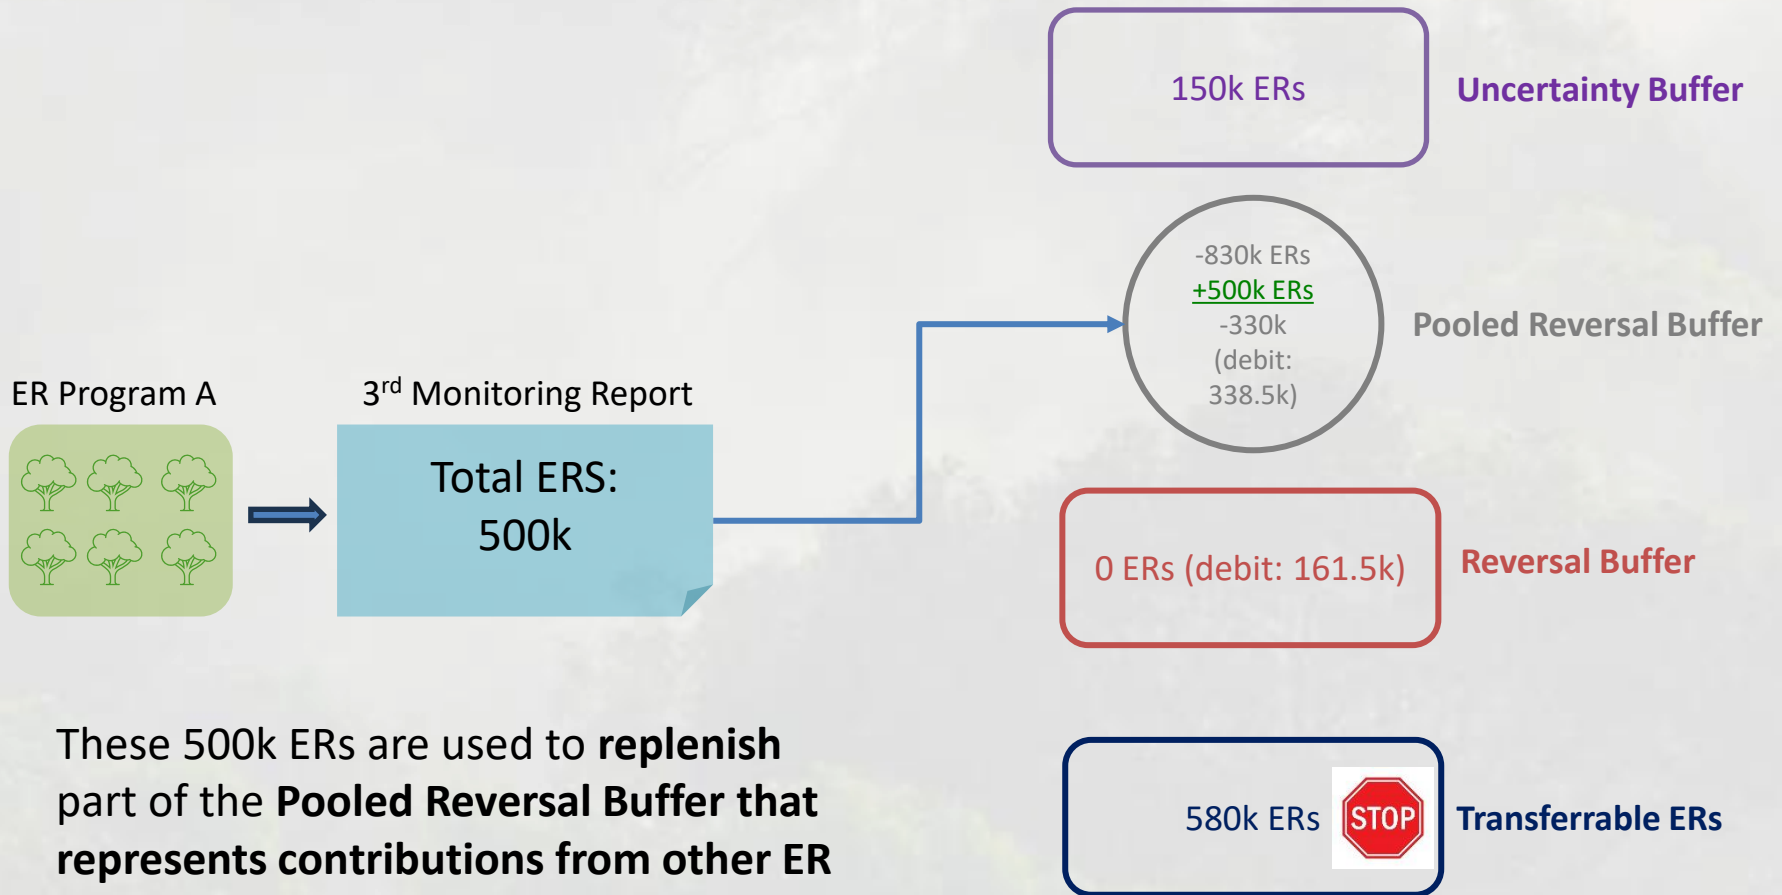 150k ERs
Uncertainty Buffer
-830k ERs
+500k ERs
-330k
(debit:
338.5k)
Pooled Reversal Buffer
ER Program A
3rd Monitoring Report
Total ERS:
500k
0 ERs (debit: 161.5k)
Reversal Buffer
These 500k ERs are used to replenish
part of the Pooled Reversal Buffer that
represents contributions from other ER
580k ERs
STOP
Transferrable ERs